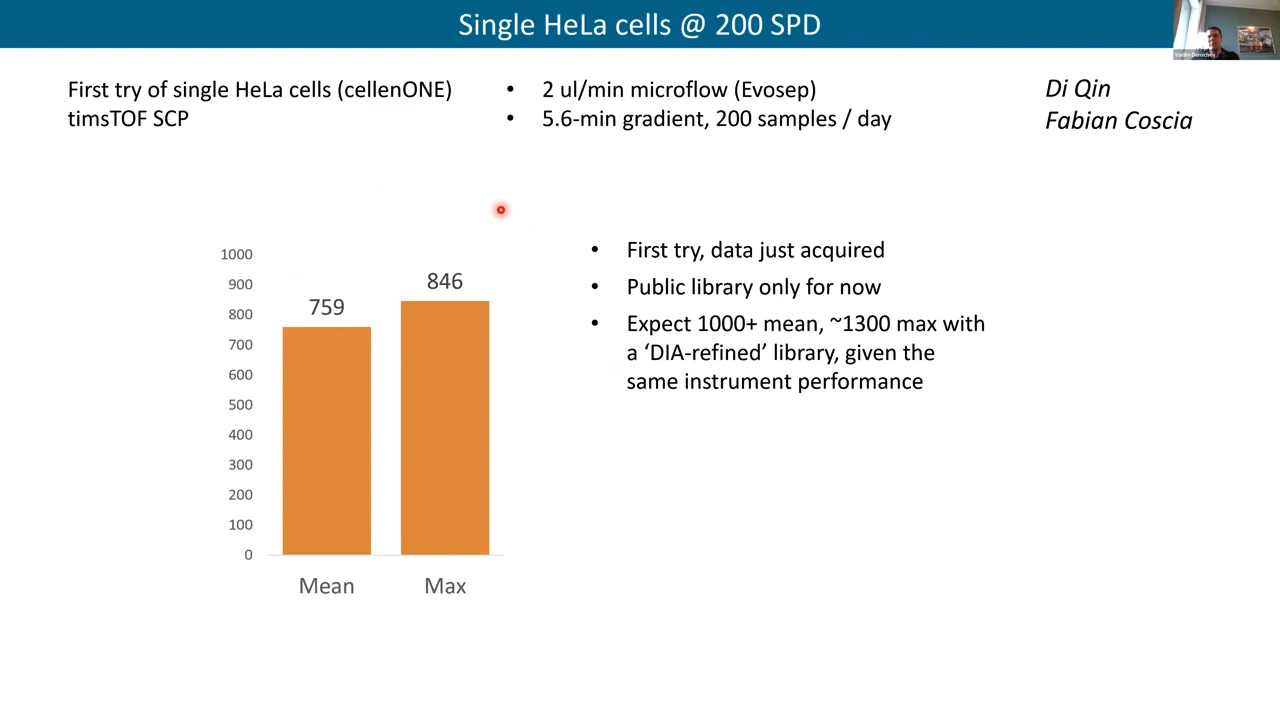 Single HeLa cells @ 200 SPD
Vadim Demichev
First try of single HeLa cells (cellenONE)
timsTOF SCP
• 2 ul/min microflow (Evosep)
• 5.6-min gradient, 200 samples / day
Di Qin
Fabian Coscia
1000
900
800
700
600
500
400
300
200
100
0
759
846
Mean
Max
• First try, data just acquired
• Public library only for now
• Expect 1000+ mean, ~1300 max with
a ‘DIA-refined’ library, given the
same instrument performance